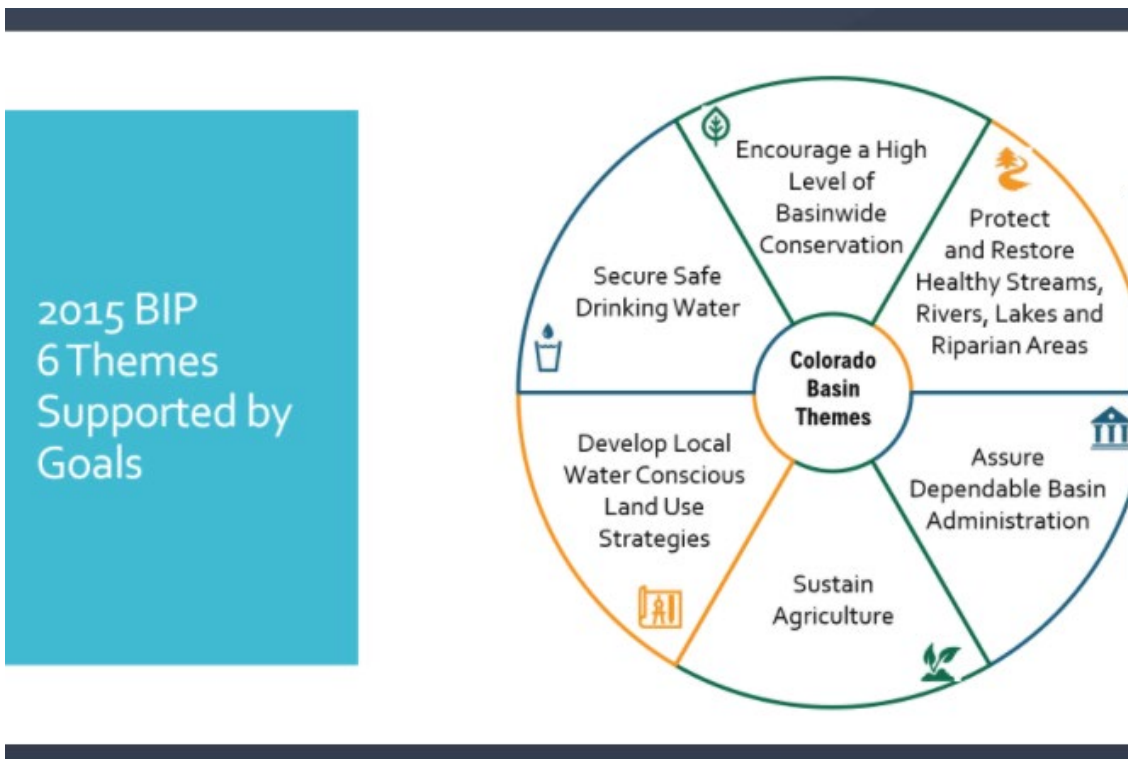 2015 BIP
6 Themes
Supported by
Goals
Encourage a High
Level of
Basinwide
Conservation
Protect
and Restore
Healthy Streams,
Rivers, Lakes and
Riparian Areas
Assure
Dependable Basin
Administration
Sustain
Agriculture
Develop Local
Water Conscious
Land Use
Strategies
Secure Safe
Drinking Water
Colorado
Basin
Themes